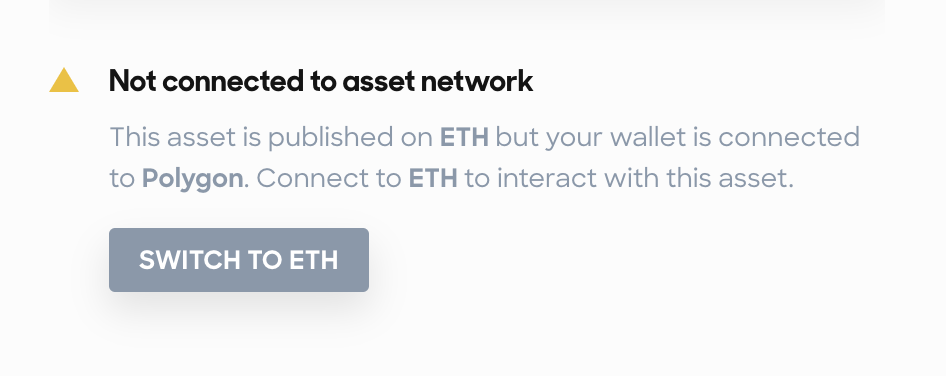 Not connected to asset network
This asset is published on ETH but your wallet is connected
to Polygon. Connect to ETH to interact with this asset.
SWITCH TO ETH